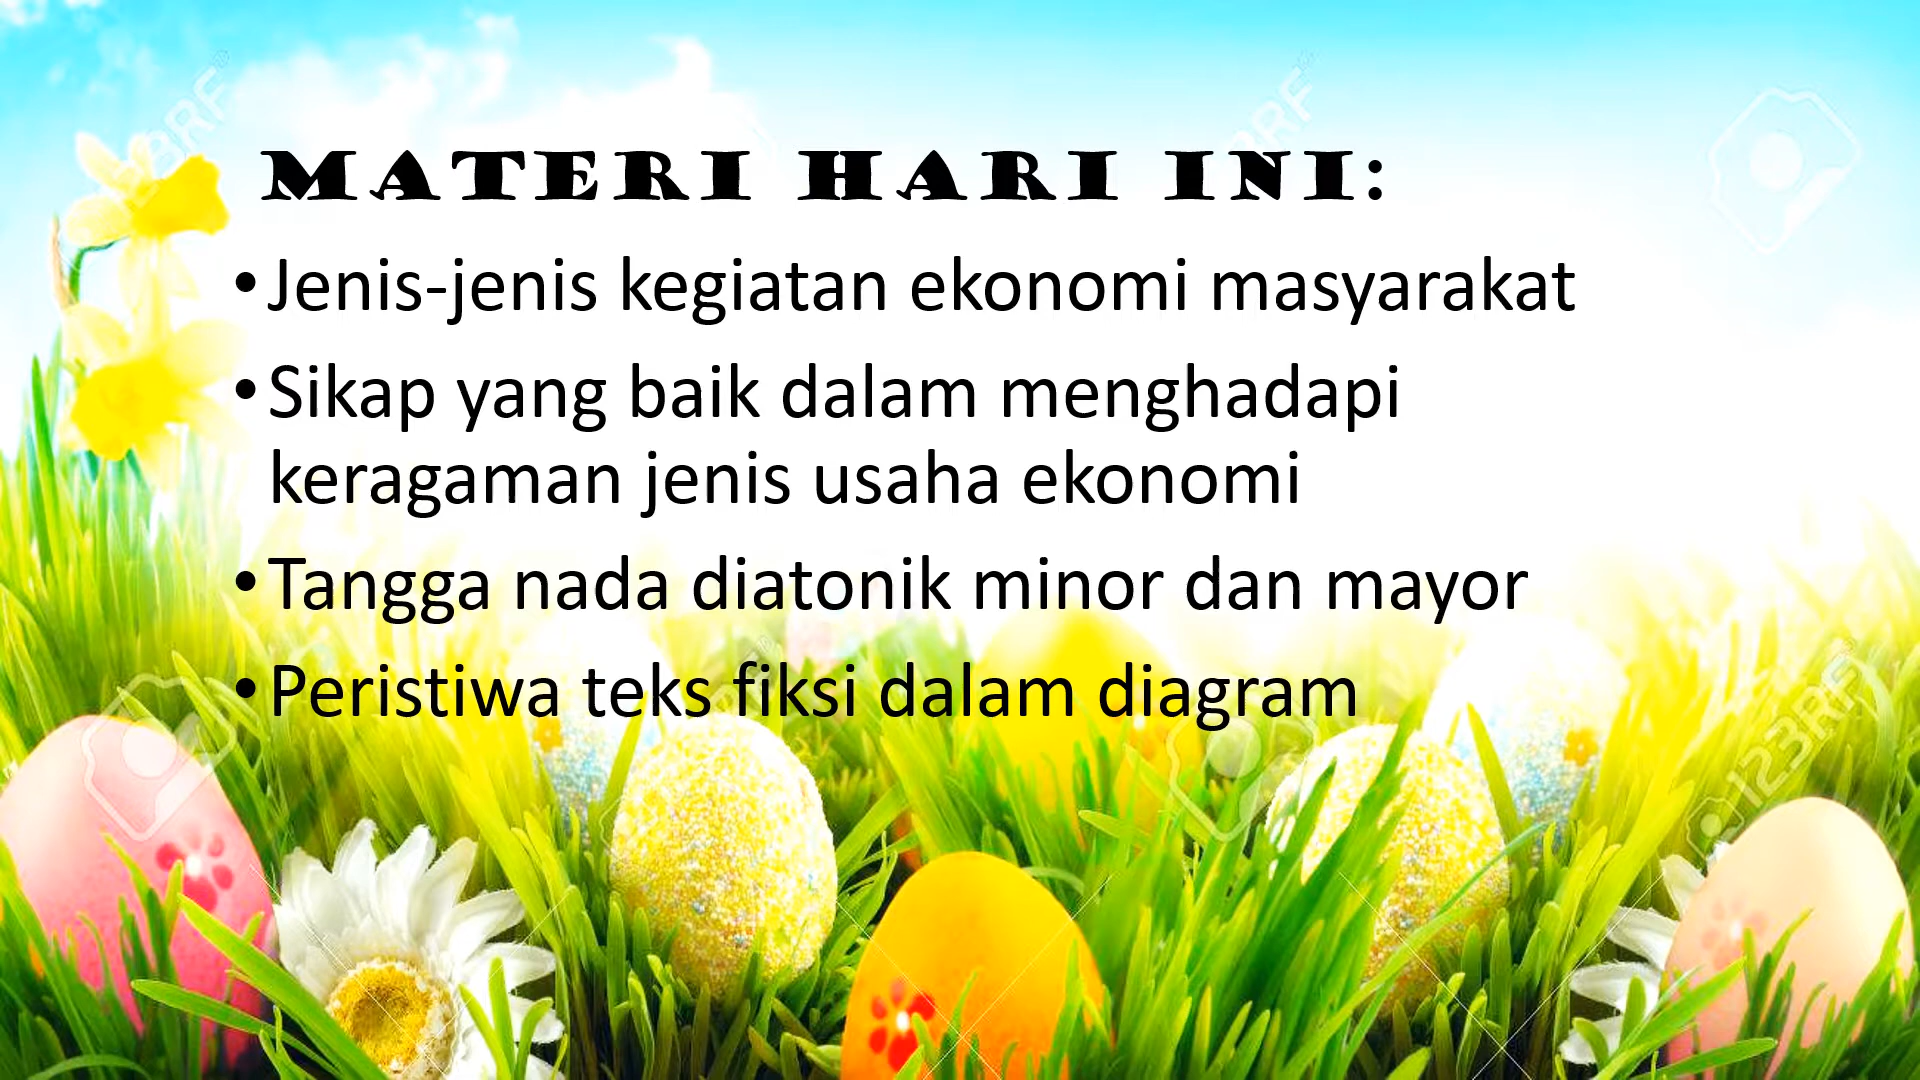 MATERI HARI INI:
• Jenis-jenis kegiatan ekonomi masyarakat
• Sikap yang baik dalam menghadapi
keragaman jenis usaha ekonomi
• Tangga nada diatonik minor dan mayor
• Peristiwa teks fiksi dalam diagram
123RF